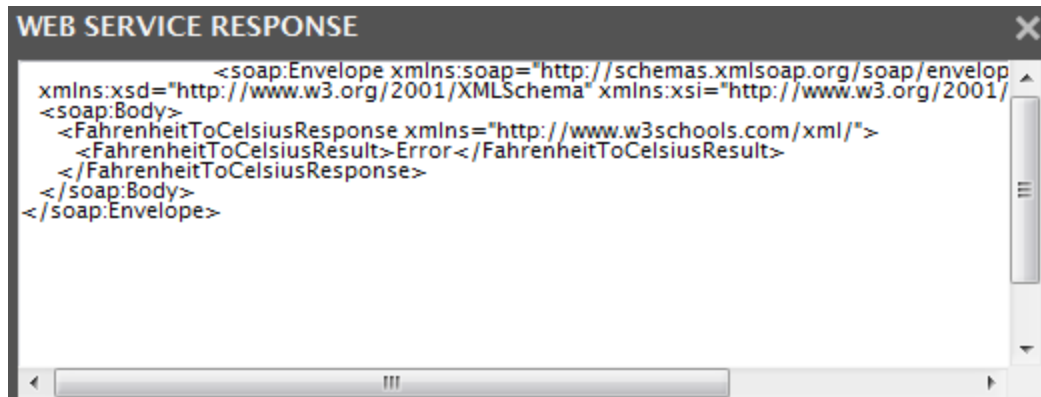 WEB SERVICE RESPONSE
<soap:Envelope xmlns:soap="http://schemas.xmlsoap.org/soap/envelop
xmlns:xsd="http://www.w3.org/2001/XMLSchema" xmlns:xsi="http://www.w3.org/2001/
<soap:Body>
<FahrenheitToCelsiusResponse xmlns="http://www.w3schools.com/xml/">
<FahrenheitToCelsiusResult>Error</FahrenheitToCelsiusResult>
</FahrenheitToCelsiusResponse>
</soap:Body>
</soap:Envelope>